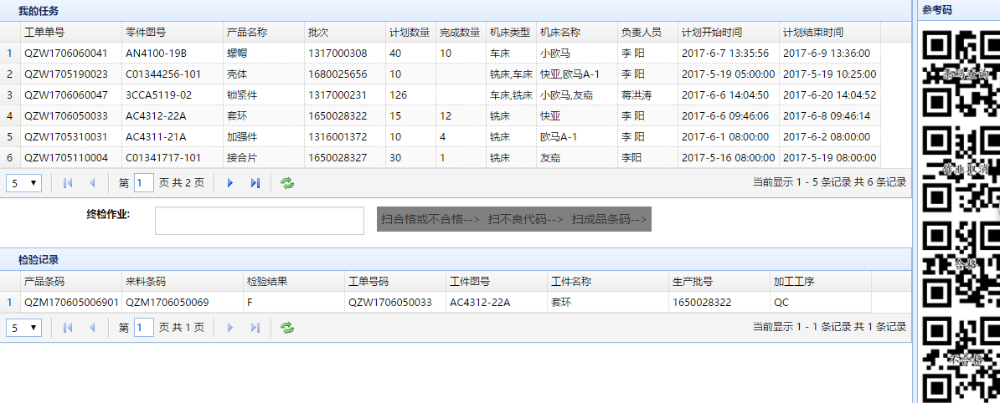 我的任务
工单单号 零件图号 产品名称 批次 计划数量 完成数量 机床类型 机床名称 负责人员 计划开始时间 计划结束时间
1 QZW1706060041 AN4100-19B 螺帽 1317000308 40 10 车床 小欧马 李 阳 2017-6-7 13:35:56 2017-6-9 13:36:00
2 QZW1705190023 C01344256-101 壳体 1680025656 10 铣床,车床 快亚,欧马A-1 李 阳 2017-5-19 05:00:00 2017-5-19 10:25:00
3 QZW1706060047 3CCA5119-02 锁紧件 1317000231 126 车床,铣床 小欧马,友嘉 蒋洪涛 2017-6-6 14:04:50 2017-6-20 14:04:52
4 QZW1706050033 AC4312-22A 套环 1650028322 15 12 铣床 快亚 李 阳 2017-6-6 09:46:06 2017-6-8 09:46:14
5 QZW1705310031 AC4311-21A 加强件 1316001372 10 4 铣床 欧马A-1 李 阳 2017-6-1 08:00:00 2017-6-2 08:00:00
6 QZW1705110004 C01341717-101 接合片 1650028327 30 1 铣床 友嘉 李阳 2017-5-16 08:00:00 2017-5-19 08:00:00
5 第 1 页 共 2 页 当前显示 1 - 5 条记录 共 6 条记录
终检作业: 扫合格或不合格--> 扫不良代码--> 扫成品条码-->
检验记录
产品条码 来料条码 检验结果 工单号码 工件图号 工件名称 生产批号 加工工序
1 QZM170605006901 QZM1706050069 F QZW1706050033 AC4312-22A 套环 1650028322 QC
5 第 1 页 共 1 页 当前显示 1 - 1 条记录 共 1 条记录
参考码
条码查询
作业取消
合格
不合格